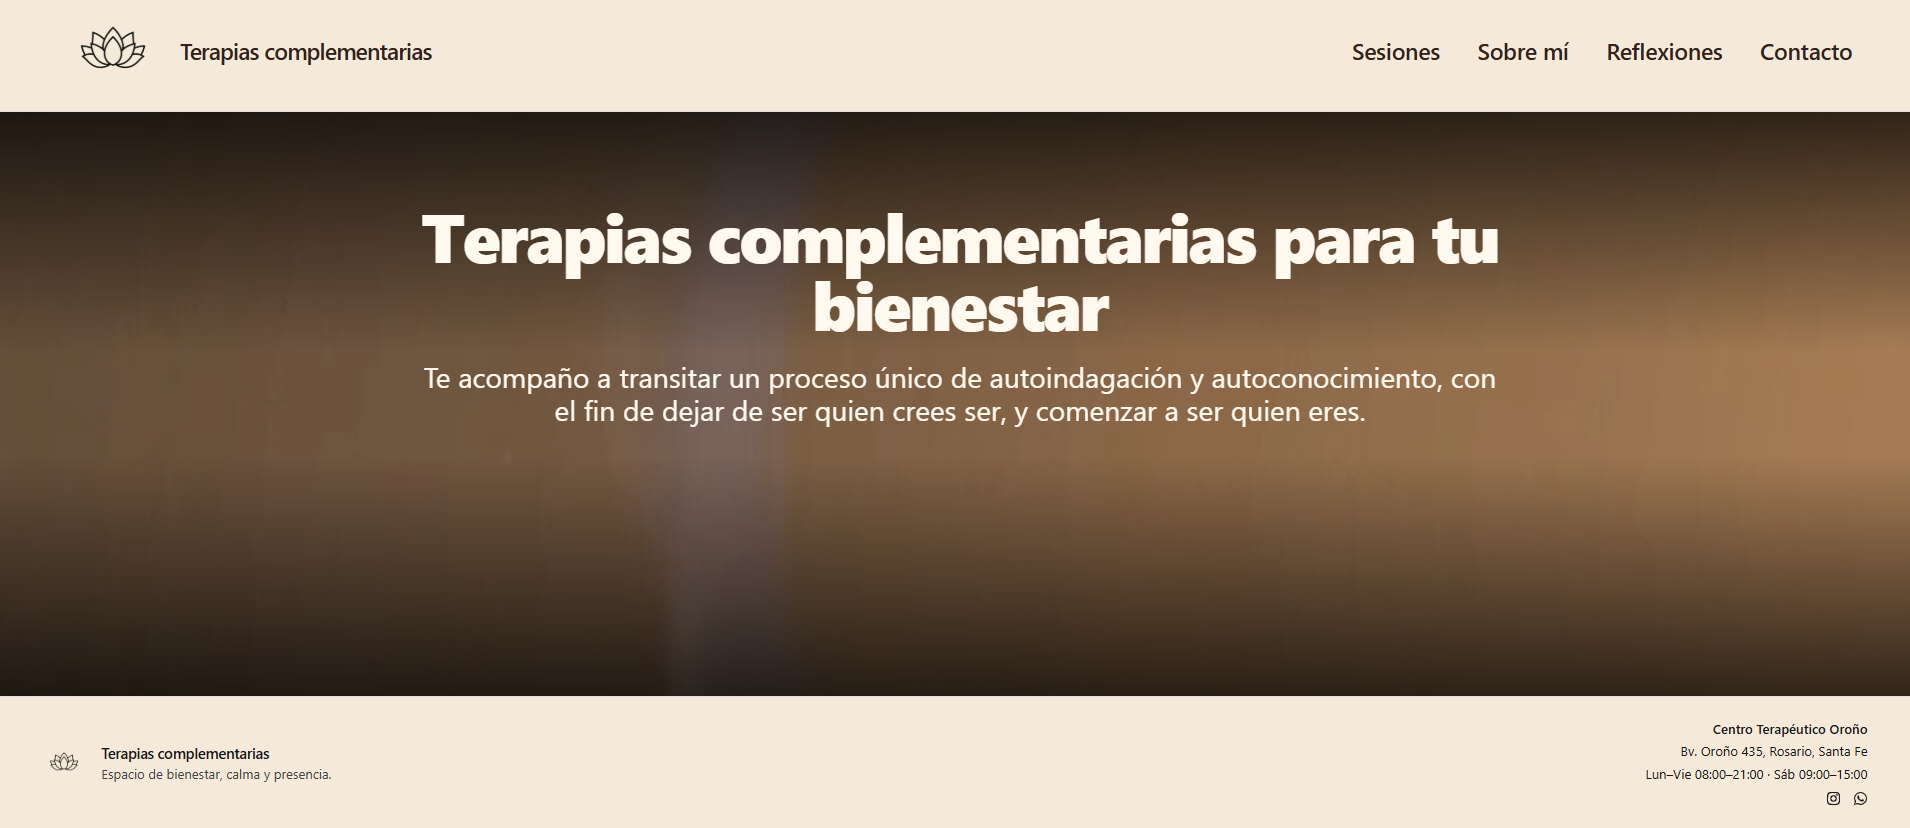 Terapias complementarias
Sesiones
Sobre mí
Reflexiones
Contacto
Terapias complementarias para tu
bienestar
Te acompaño a transitar un proceso único de autoindagación y autoconocimiento, con
el fin de dejar de ser quien crees ser, y comenzar a ser quien eres.
Terapias complementarias
Espacio de bienestar, calma y presencia.
Centro Terapéutico Oroño
Bv. Oroño 435, Rosario, Santa Fe
Lun–Vie 08:00–21:00 · Sáb 09:00–15:00